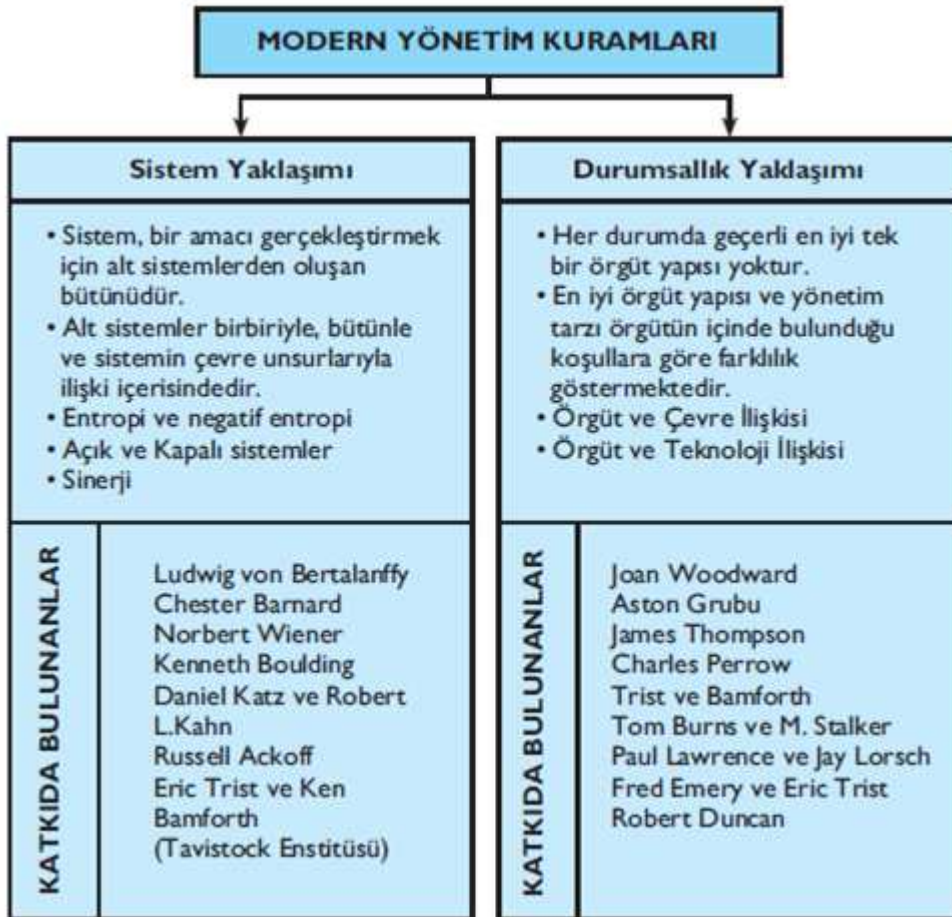 MODERN YÖNETİM KURAMLARI
Sistem Yaklaşımı
• Sistem, bir amacı gerçekleştirmek
için alt sistemlerden oluşan
bütünüdür.
• Alt sistemler birbiriyle, bütünle
ve sistemin çevre unsurlarıyla
ilişki içerisindedir.
• Entropi ve negatif entropi
• Açık ve Kapalı sistemler
• Sinerji
KATKIDA BULUNANLAR
Ludwig von Bertalanffy
Chester Barnard
Norbert Wiener
Kenneth Boulding
Daniel Katz ve Robert
L.Kahn
Russell Ackoff
Eric Trist ve Ken
Bamforth
(Tavistock Enstitüsü)
Durumsallık Yaklaşımı
• Her durumda geçerli en iyi tek
bir örgüt yapısı yoktur.
• En iyi örgüt yapısı ve yönetim
tarzı örgütün içinde bulunduğu
koşullara göre farklılık
göstermektedir.
• Örgüt ve Çevre İlişkisi
• Örgüt ve Teknoloji İlişkisi
KATKIDA BULUNANLAR
Joan Woodward
Aston Grubu
James Thompson
Charles Perrow
Trist ve Bamforth
Tom Burns ve M. Stalker
Paul Lawrence ve Jay Lorsch
Fred Emery ve Eric Trist
Robert Duncan